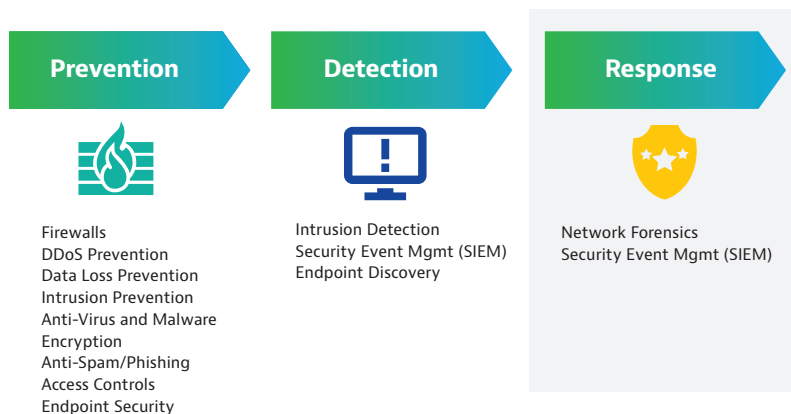 Prevention
Detection
Response
Firewalls
DDoS Prevention
Data Loss Prevention
Intrusion Prevention
Anti-Virus and Malware
Encryption
Anti-Spam/Phishing
Access Controls
Endpoint Security
Intrusion Detection
Security Event Mgmt (SIEM)
Endpoint Discovery
Network Forensics
Security Event Mgmt (SIEM)